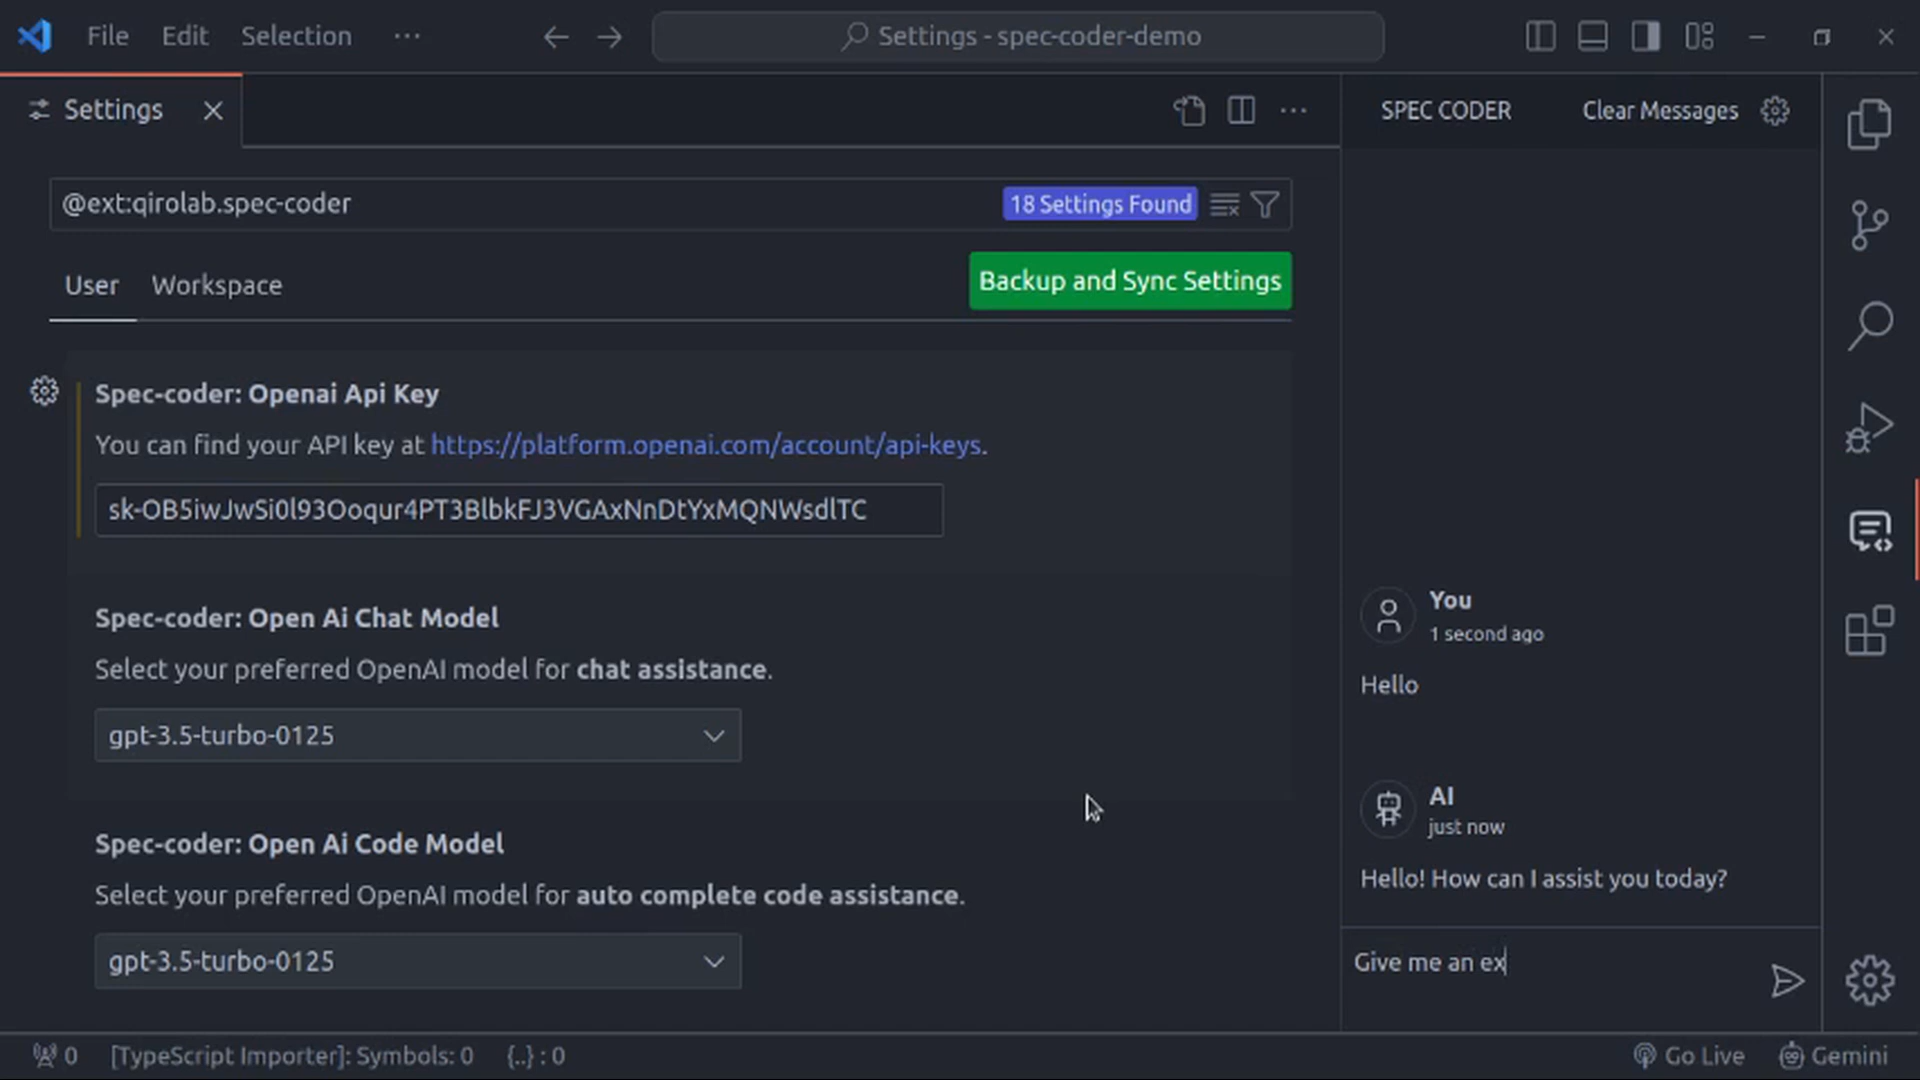 File Edit Selection ···
Settings - spec-coder-demo
Settings
SPEC CODER Clear Messages
@ext:qirolab.spec-coder
18 Settings Found
User Workspace
Backup and Sync Settings
Spec-coder: Openai Api Key
You can find your API key at https://platform.openai.com/account/api-keys.
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
Spec-coder: Open Ai Chat Model
Select your preferred OpenAI model for chat assistance.
gpt-3.5-turbo-0125
Spec-coder: Open Ai Code Model
Select your preferred OpenAI model for auto complete code assistance.
gpt-3.5-turbo-0125
You
1 second ago
Hello
AI
just now
Hello! How can I assist you today?
Give me an ex
0 [TypeScript Importer]: Symbols: 0 {..} : 0
Go Live Gemini